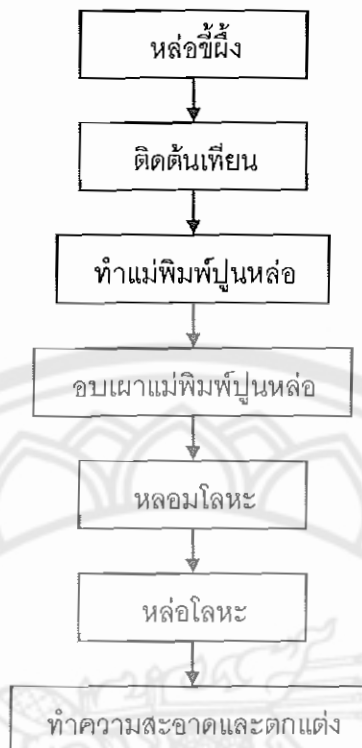 หล่อขี้ผึ้ง
ติดต้นเทียน
ทำแม่พิมพ์ปูนหล่อ
อบเผาแม่พิมพ์ปูนหล่อ
หลอมโลหะ
หล่อโลหะ
ทำความสะอาดและตกแต่ง